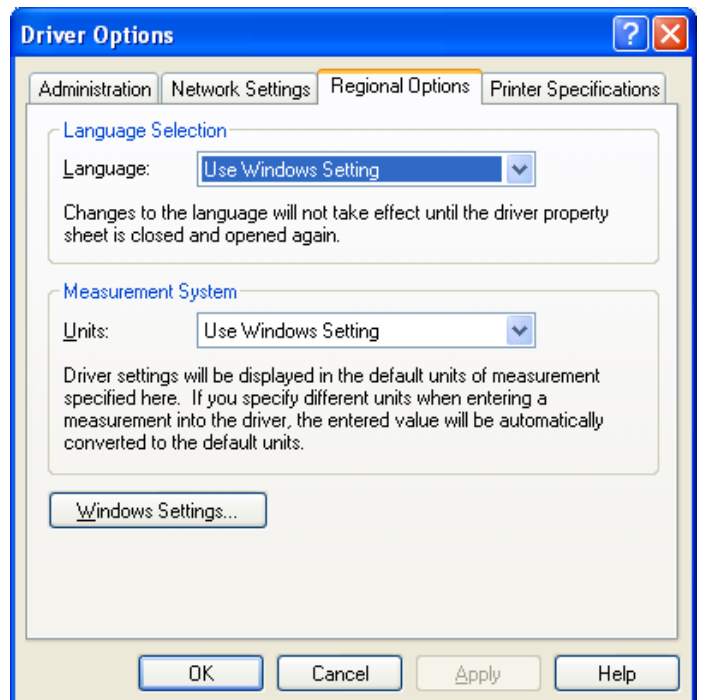 Driver Options
Administration
Network Settings
Regional Options
Printer Specifications
Language Selection
Language:
Use Windows Setting
Changes to the language will not take effect until the driver property
sheet is closed and opened again.
Measurement System
Units:
Use Windows Setting
Driver settings will be displayed in the default units of measurement
specified here.  If you specify different units when entering a
measurement into the driver, the entered value will be automatically
converted to the default units.
Windows Settings...
OK
Cancel
Apply
Help